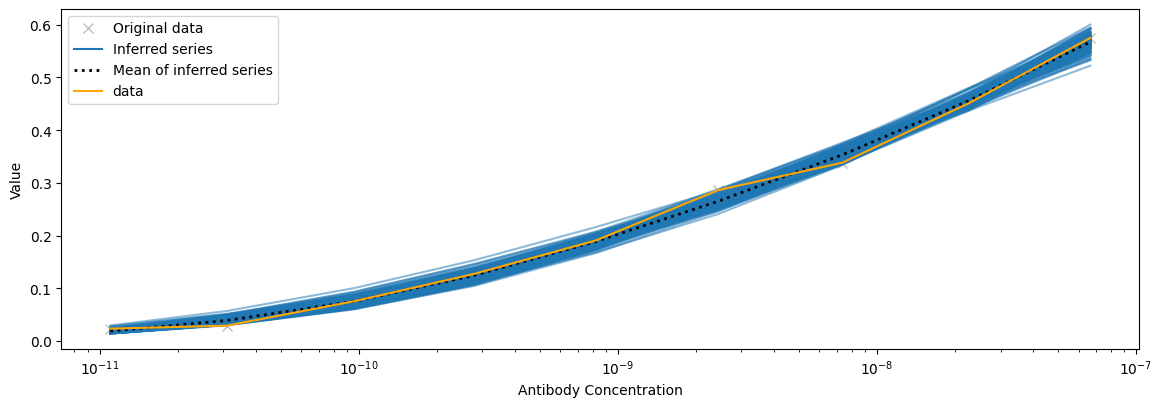 Original data
Inferred series
Mean of inferred series
data
0.6
0.5
0.4
0.3
0.2
0.1
0.0
Value
10⁻¹¹ 10⁻¹⁰ 10⁻⁹ 10⁻⁸ 10⁻⁷
Antibody Concentration